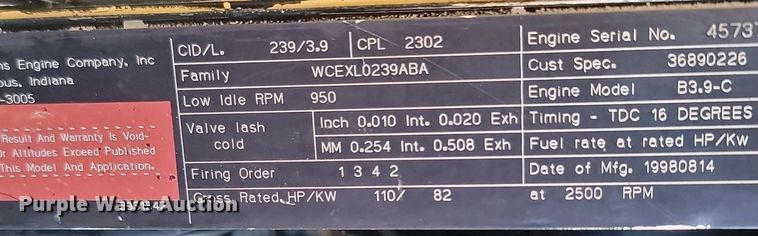 ns Engine Company, Inc
ous, Indiana
-3005
Result And Warranty Is Void-
Or Altitudes Exceed Published
This Model And Application.
CID/L. 239/3.9 CPL 2302
Family WCEXL0239ABA
Low Idle RPM 950
Valve lash cold Inch 0.010 Int. 0.020 Exh
MM 0.254 Int. 0.508 Exh
Firing Order 1 3 4 2
Gross Rated HP/KW 110/ 82 at 2500 RPM
Engine Serial No. 45737
Cust Spec. 36890226
Engine Model B3.9-C
Timing - TDC 16 DEGREES
Fuel rate at rated HP/Kw
Date of Mfg. 19980814
Purple Wave Auction